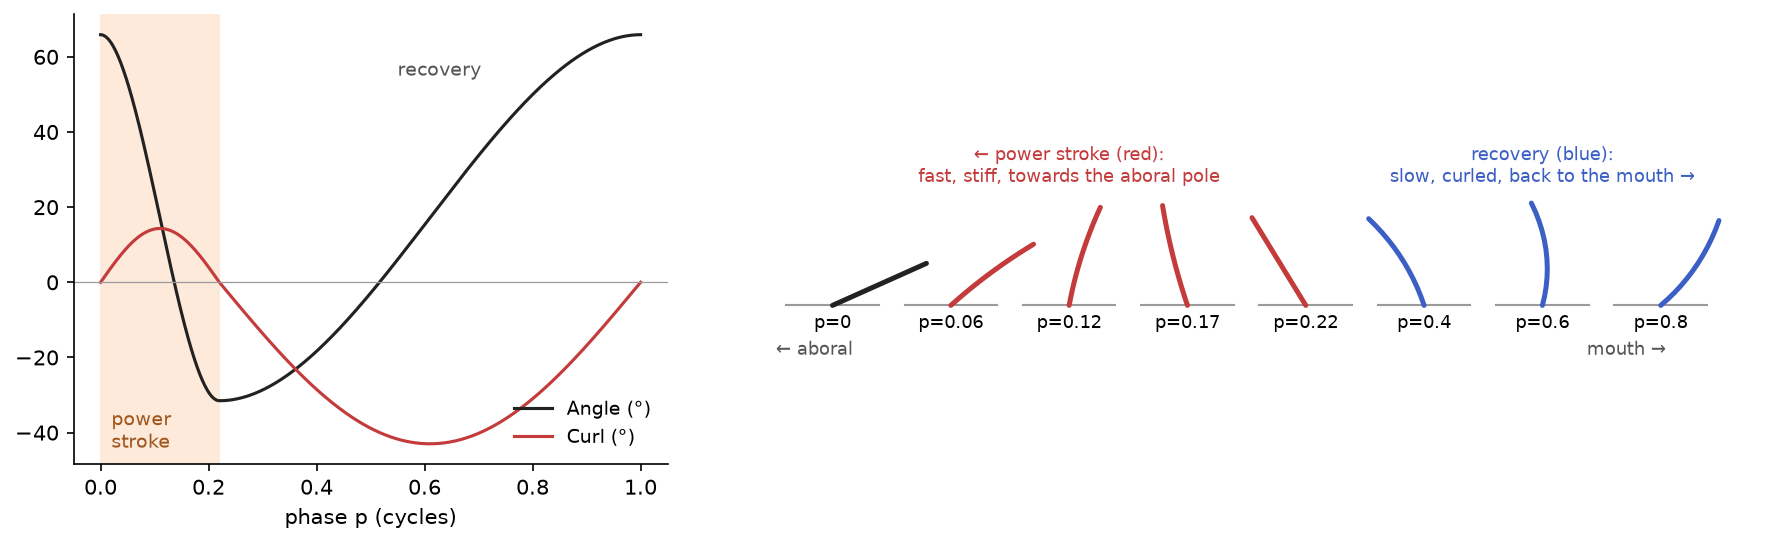 60
40
20
0
−20
−40
0.0 0.2 0.4 0.6 0.8 1.0
phase p (cycles)
recovery
power
stroke
Angle (°)
Curl (°)
← power stroke (red):
fast, stiff, towards the aboral pole
recovery (blue):
slow, curled, back to the mouth →
p=0 p=0.06 p=0.12 p=0.17 p=0.22 p=0.4 p=0.6 p=0.8
← aboral
mouth →